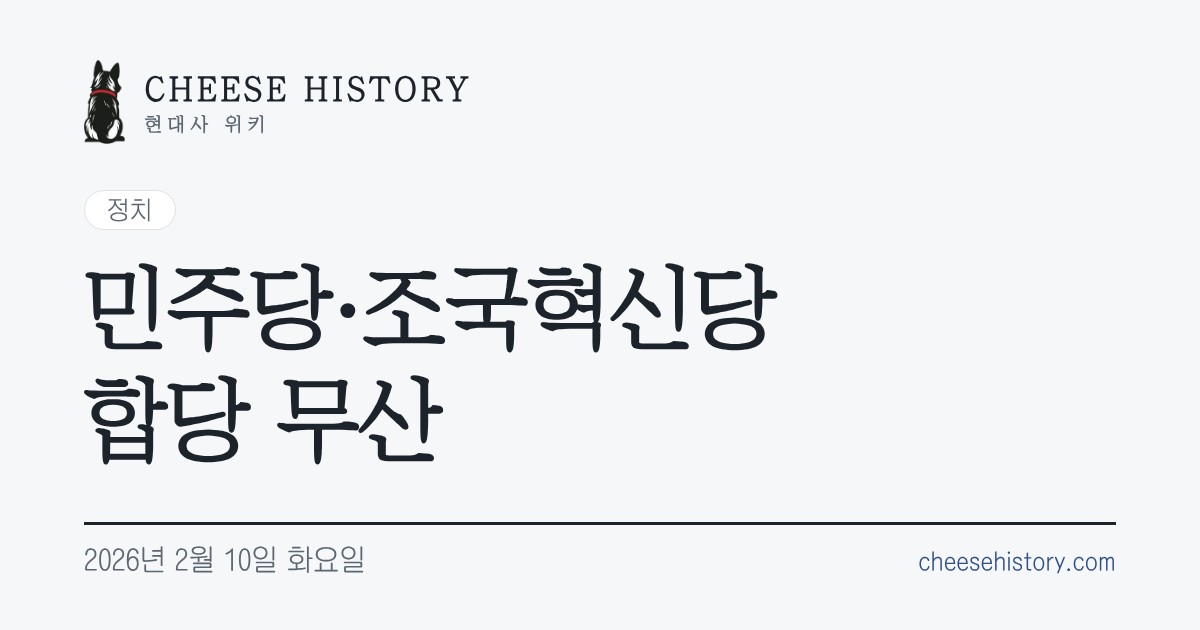 CHEESE HISTORY
현대사 위키
정치
민주당·조국혁신당
합당 무산
2026년 2월 10일 화요일
cheesehistory.com